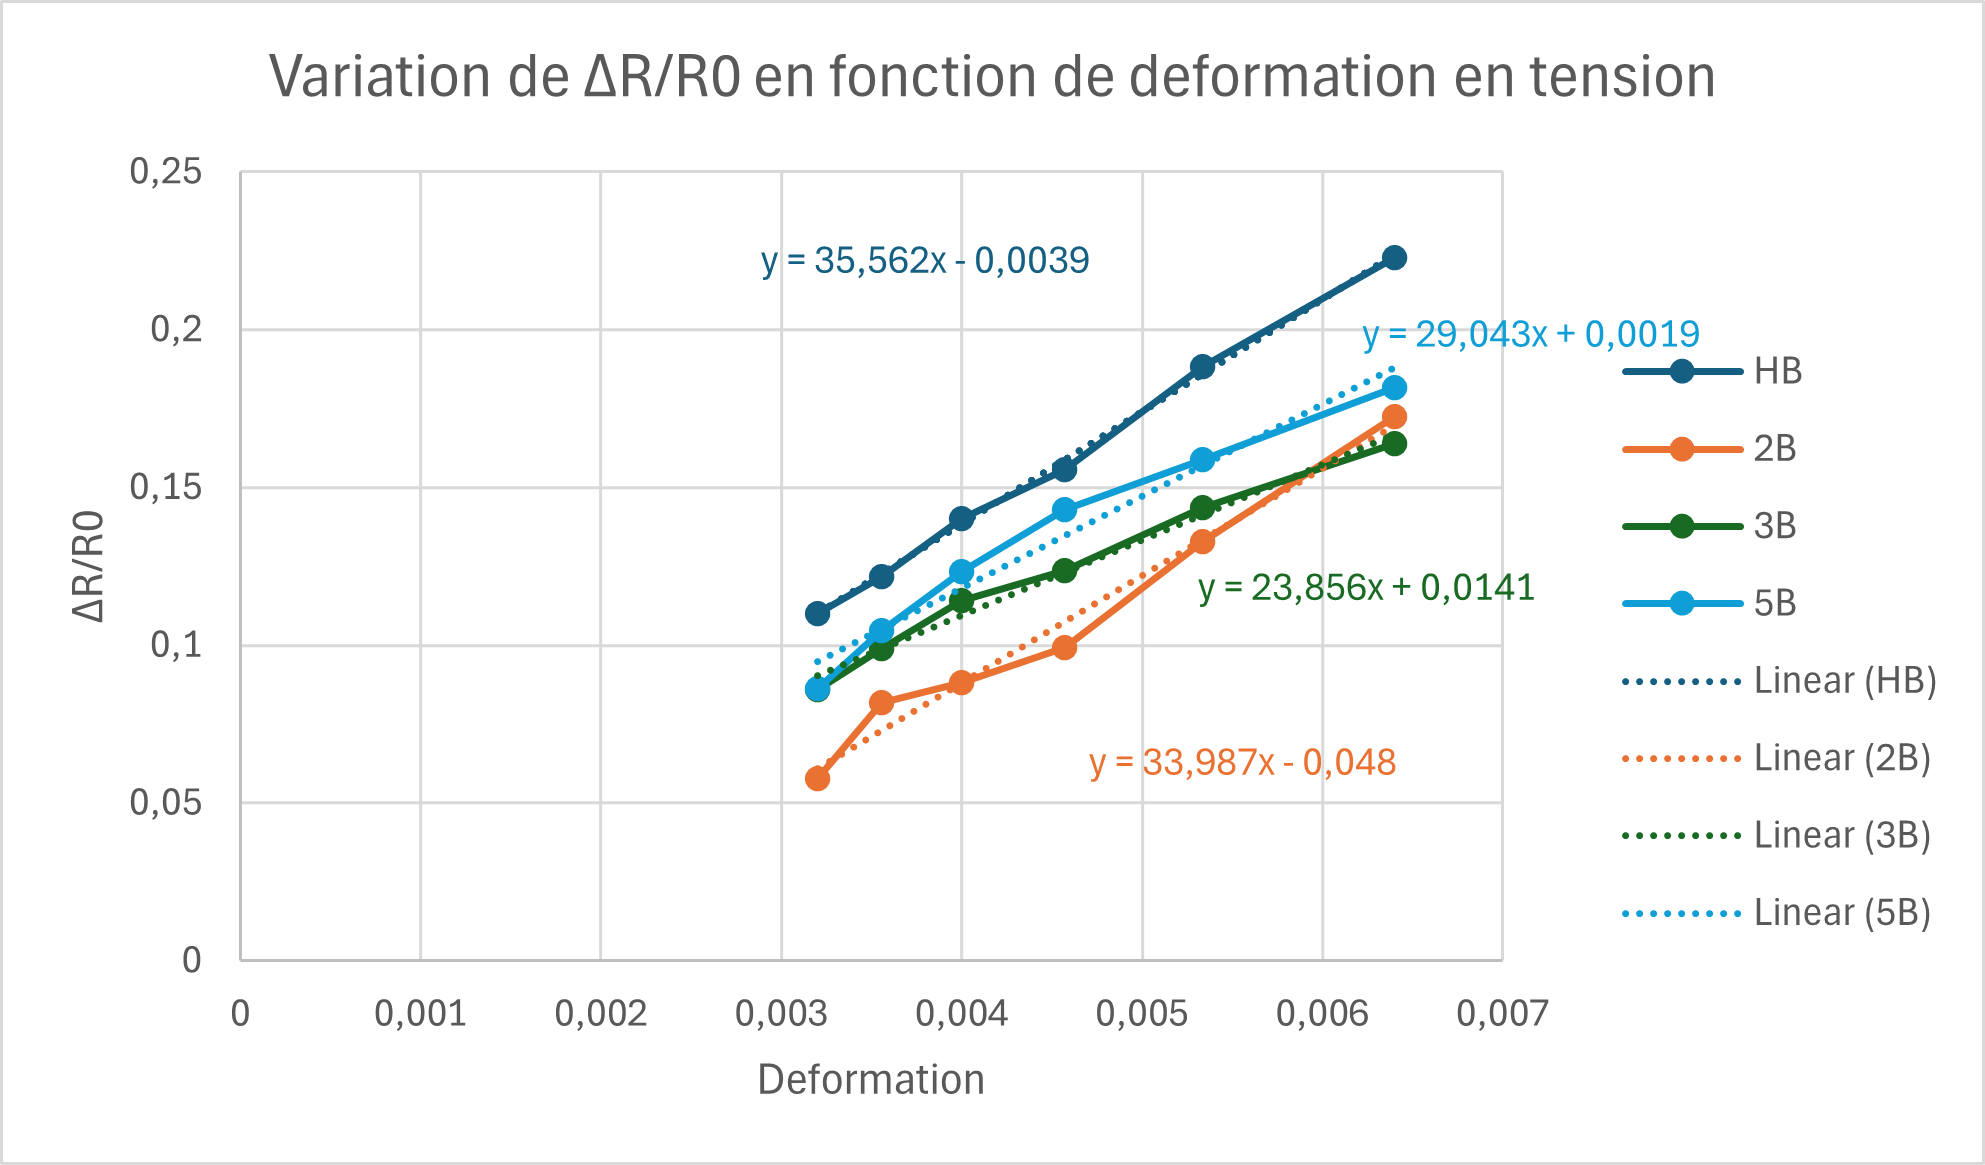 Variation de ΔR/R0 en fonction de deformation en tension
0,25
0,2
0,15
0,1
0,05
0
ΔR/R0
y = 35,562x - 0,0039
y = 29,043x + 0,0019
y = 23,856x + 0,0141
y = 33,987x - 0,048
0 0,001 0,002 0,003 0,004 0,005 0,006 0,007
Deformation
HB
2B
3B
5B
Linear (HB)
Linear (2B)
Linear (3B)
Linear (5B)